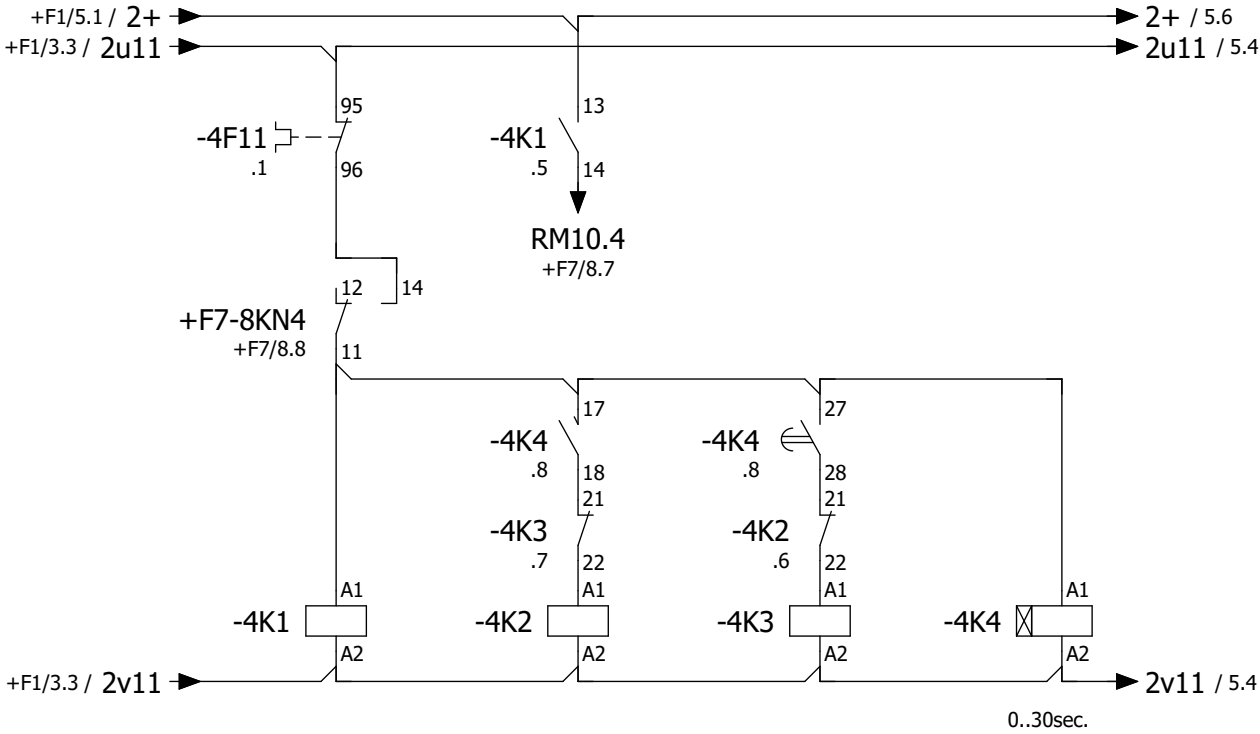 +F1/5.1 / 2+
2+ / 5.6
+F1/3.3 / 2u11
2u11 / 5.4
95
13
-4F11
-4K1
.1
.5
96
14
RM10.4
+F7/8.7
12
14
+F7-8KN4
+F7/8.8
11
17
27
-4K4
-4K4
.8
.8
18
28
21
21
-4K3
-4K2
.7
.6
22
22
A1
A1
A1
A1
-4K1
-4K2
-4K3
-4K4
A2
A2
A2
A2
+F1/3.3 / 2v11
2v11 / 5.4
0..30sec.